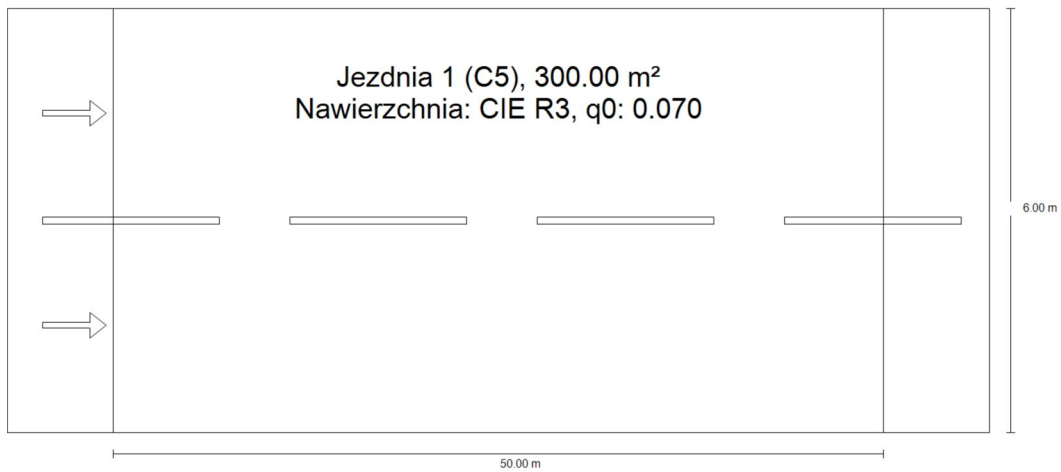 Jezdnia 1 (C5), 300.00 m²
Nawierzchnia: CIE R3, q0: 0.070
6.00 m
50.00 m